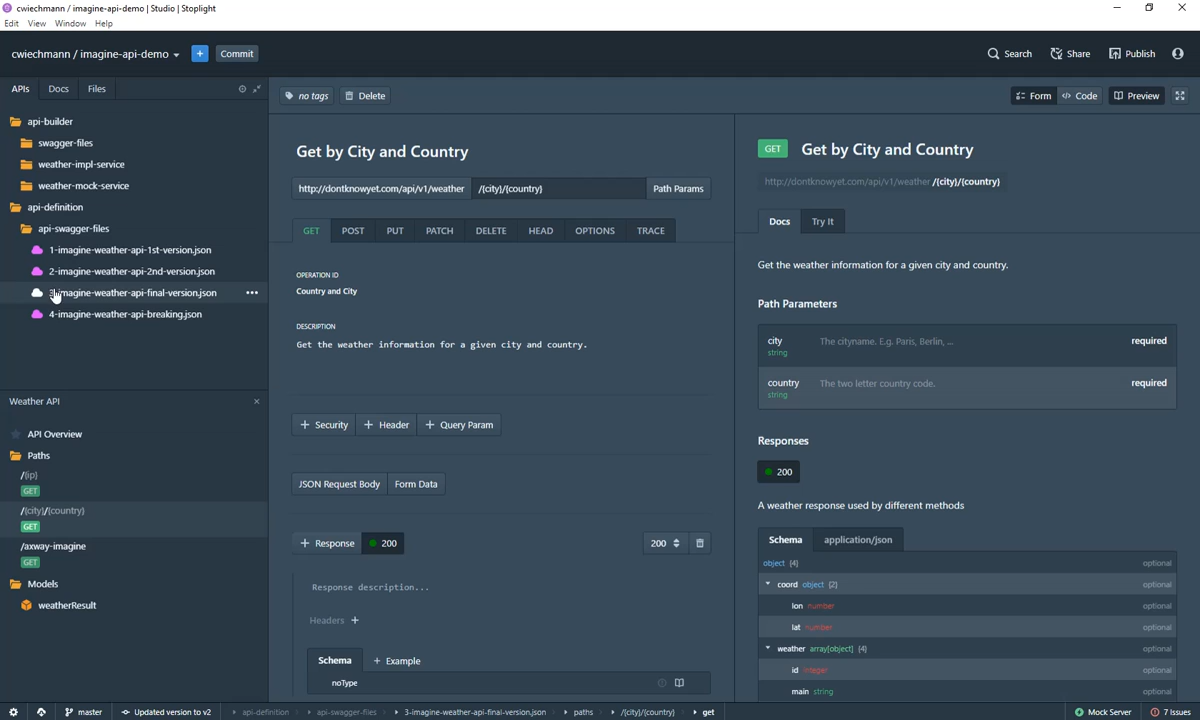 cwiechmann / imagine-api-demo | Studio | Stoplight
Edit View Window Help
cwiechmann / imagine-api-demo + Commit Search Share Publish
APIs Docs Files
no tags Delete Form </> Code Preview
api-builder
swagger-files
weather-impl-service
weather-mock-service
api-definition
api-swagger-files
1-imagine-weather-api-1st-version.json
2-imagine-weather-api-2nd-version.json
3-imagine-weather-api-final-version.json ...
4-imagine-weather-api-breaking.json
Weather API ×
API Overview
Paths
/{ip}
GET
/{city}/{country}
GET
/axway-imagine
GET
Models
weatherResult
Get by City and Country
http://dontknowyet.com/api/v1/weather /{city}/{country} Path Params
GET POST PUT PATCH DELETE HEAD OPTIONS TRACE
OPERATION ID
Country and City
DESCRIPTION
Get the weather information for a given city and country.
+ Security + Header + Query Param
JSON Request Body Form Data
+ Response 200 200
Response description...
Headers +
Schema + Example
noType
GET Get by City and Country
http://dontknowyet.com/api/v1/weather /{city}/{country}
Docs Try It
Get the weather information for a given city and country.
Path Parameters
city The cityname. E.g. Paris, Berlin, ... required
string
country The two letter country code. required
string
Responses
200
A weather response used by different methods
Schema application/json
object {4} optional
coord object {2} optional
lon number optional
lat number optional
weather array[object] {4} optional
id integer optional
main string optional
master Updated version to v2 api-definition api-swagger-files 3-imagine-weather-api-final-version.json paths /{city}/{country} get Mock Server 7 Issues